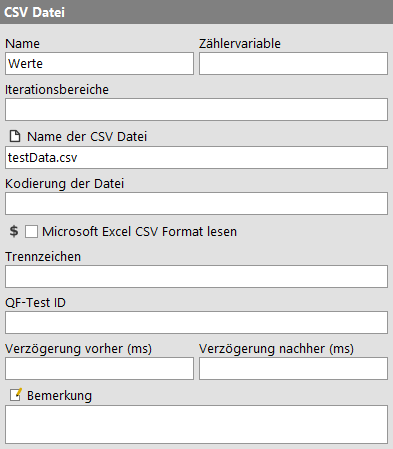 CSV Datei
Name Zählervariable
Werte
Iterationsbereiche
Name der CSV Datei
testData.csv
Kodierung der Datei
$ Microsoft Excel CSV Format lesen
Trennzeichen
QF-Test ID
Verzögerung vorher (ms) Verzögerung nachher (ms)
Bemerkung